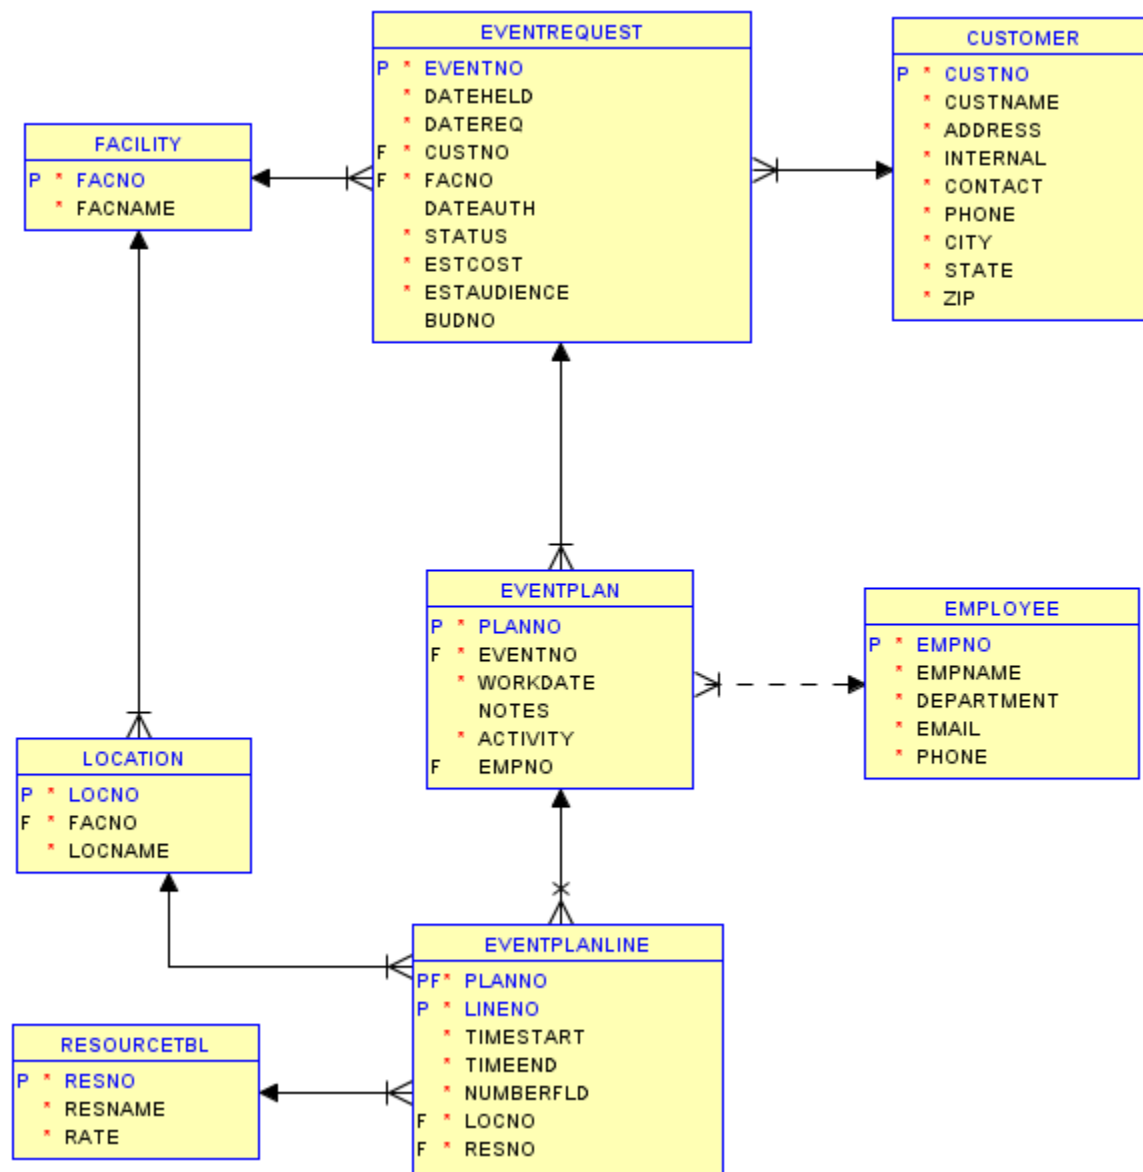 EVENTREQUEST
P * EVENTNO
* DATEHELD
* DATEREQ
F * CUSTNO
F * FACNO
DATEAUTH
* STATUS
* ESTCOST
* ESTAUDIENCE
BUDNO
CUSTOMER
P * CUSTNO
* CUSTNAME
* ADDRESS
* INTERNAL
* CONTACT
* PHONE
* CITY
* STATE
* ZIP
FACILITY
P * FACNO
* FACNAME
EVENTPLAN
P * PLANNO
F * EVENTNO
* WORKDATE
NOTES
* ACTIVITY
F EMPNO
EMPLOYEE
P * EMPNO
* EMPNAME
* DEPARTMENT
* EMAIL
* PHONE
LOCATION
P * LOCNO
F * FACNO
* LOCNAME
EVENTPLANLINE
PF* PLANNO
P * LINENO
* TIMESTART
* TIMEEND
* NUMBERFLD
F * LOCNO
F * RESNO
RESOURCETBL
P * RESNO
* RESNAME
* RATE